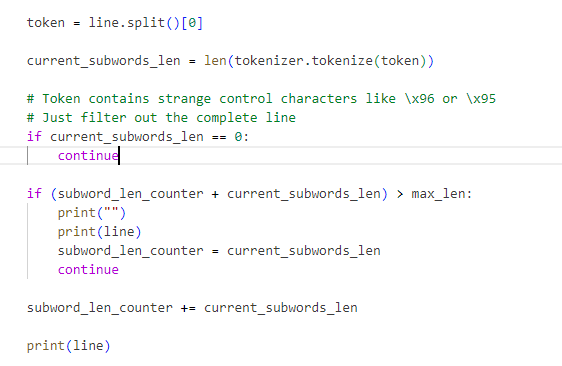 token = line.split()[0]
current_subwords_len = len(tokenizer.tokenize(token))
# Token contains strange control characters like \x96 or \x95
# Just filter out the complete line
if current_subwords_len == 0:
    continue
if (subword_len_counter + current_subwords_len) > max_len:
    print("")
    print(line)
    subword_len_counter = current_subwords_len
    continue
subword_len_counter += current_subwords_len
print(line)